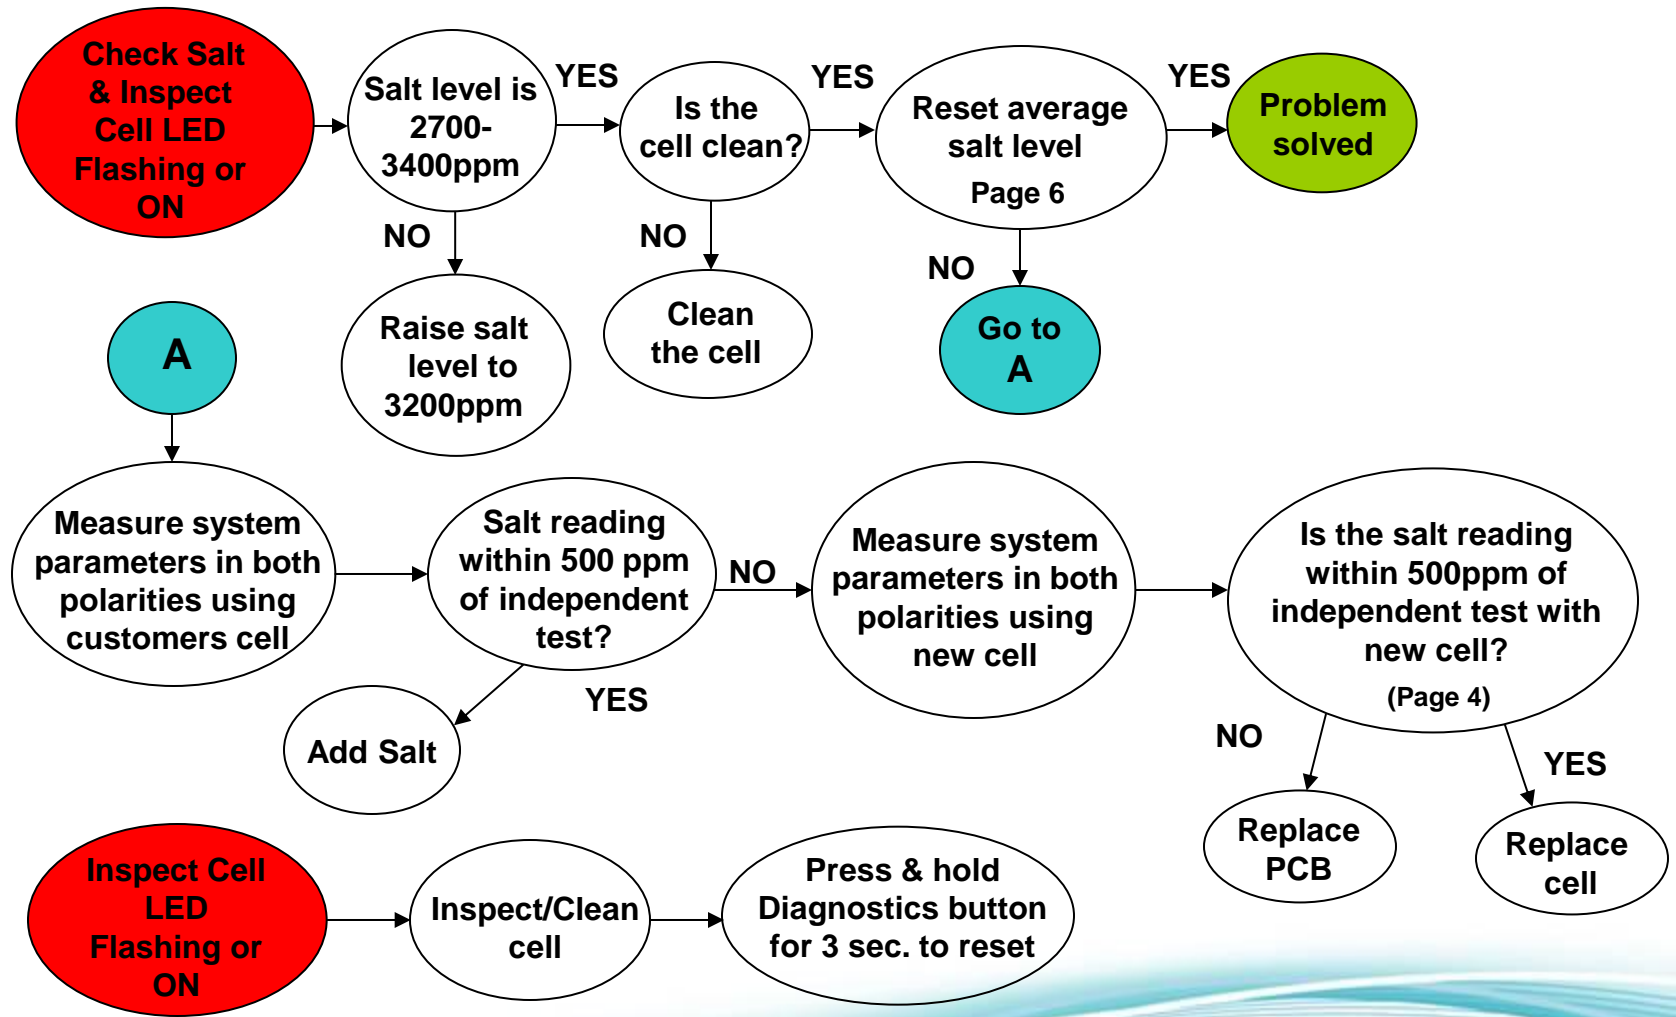 Check Salt
& Inspect
Cell LED
Flashing or
ON
Salt level is
2700-
3400ppm
YES
Is the
cell clean?
YES
Reset average
salt level
Page 6
YES
Problem
solved
NO
NO
NO
Raise salt
level to
3200ppm
Clean
the cell
Go to
A
A
Measure system
parameters in both
polarities using
customers cell
Salt reading
within 500 ppm
of independent
test?
NO
Measure system
parameters in both
polarities using
new cell
Is the salt reading
within 500ppm of
independent test with
new cell?
(Page 4)
YES
Add Salt
NO
YES
Replace
PCB
Replace
cell
Inspect Cell
LED
Flashing or
ON
Inspect/Clean
cell
Press & hold
Diagnostics button
for 3 sec. to reset